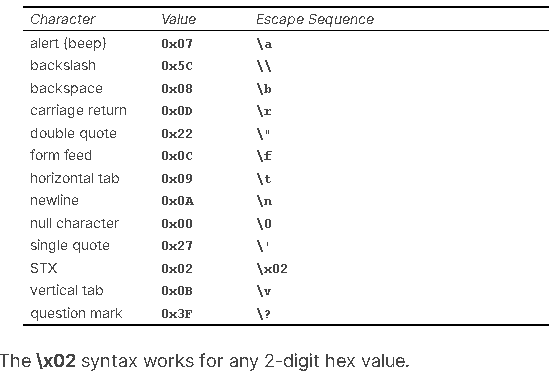 Character Value Escape Sequence
alert {beep} 0x07 \a
backslash 0x5C \\
backspace 0x08 \b
carriage return 0x0D \r
double quote 0x22 \"
form feed 0x0C \f
horizontal tab 0x09 \t
newline 0x0A \n
null character 0x00 \0
single quote 0x27 \'
STX 0x02 \x02
vertical tab 0x0B \v
question mark 0x3F \?
The \x02 syntax works for any 2-digit hex value.